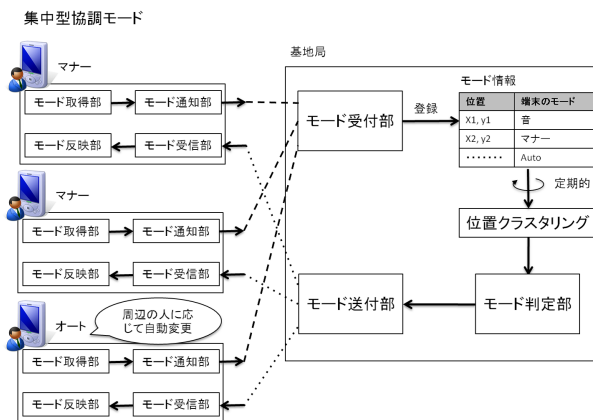 集中型協調モード
マナー
モード取得部
モード通知部
モード反映部
モード受信部
マナー
モード取得部
モード通知部
モード反映部
モード受信部
オート
周辺の人に応
じて自動変更
モード取得部
モード通知部
モード反映部
モード受信部
基地局
モード受付部
登録
モード情報
位置 端末のモード
X1, y1 音
X2, y2 マナー
・・・・・・・ Auto
定期的
位置クラスタリング
モード判定部
モード送付部